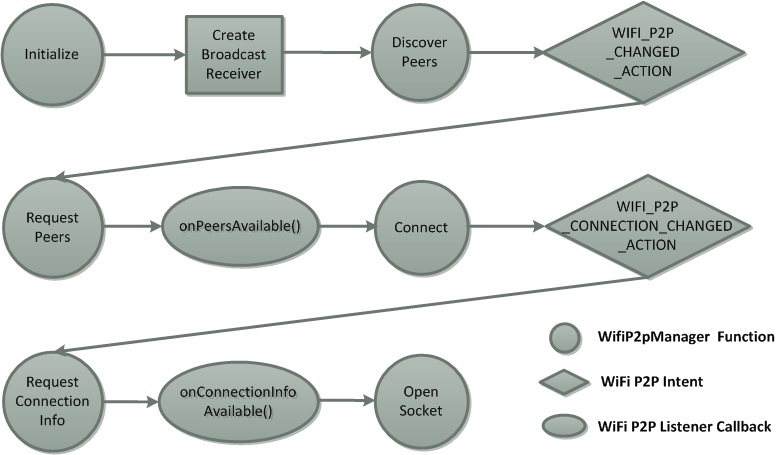 Initialize
Create
Broadcast
Receiver
Discover
Peers
WIFI_P2P
_CHANGED
_ACTION
Request
Peers
onPeersAvailable()
Connect
WIFI_P2P
_CONNECTION_CHANGED
_ACTION
Request
Connection
Info
onConnectionInfo
Available()
Open
Socket
WifiP2pManager Function
WiFi P2P Intent
WiFi P2P Listener Callback